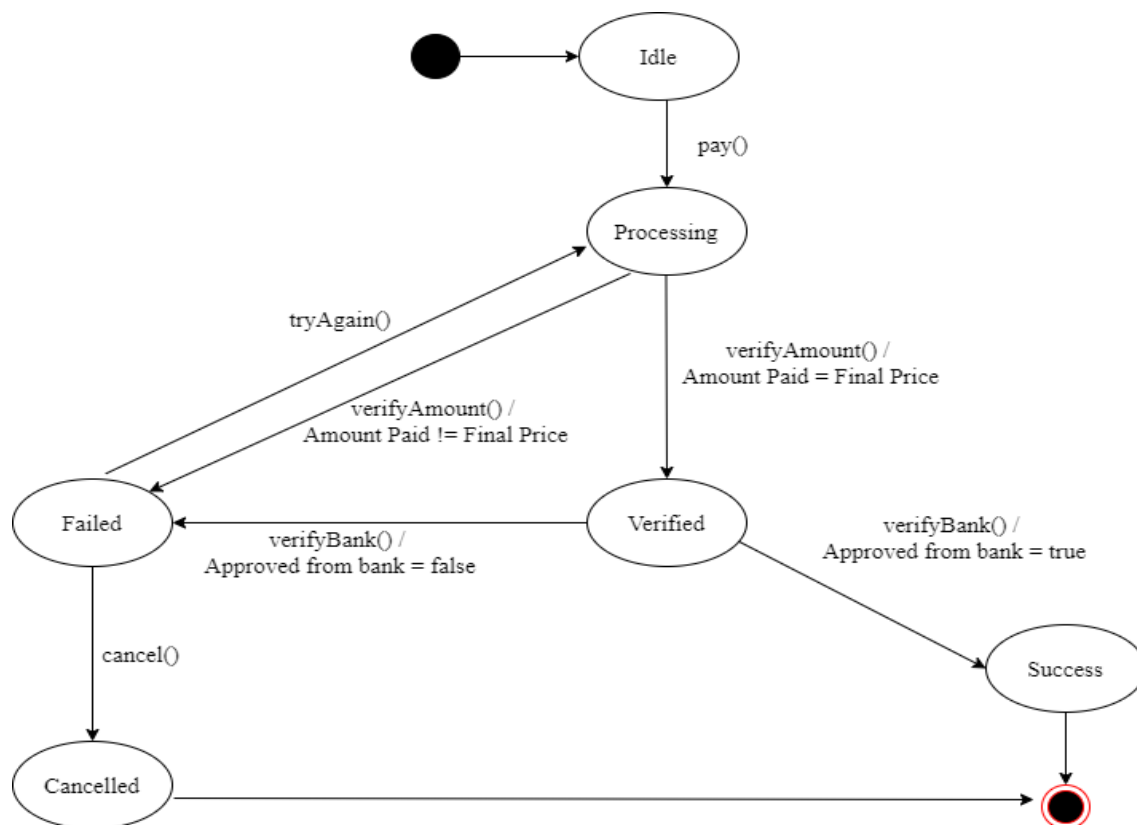 Idle
pay()
Processing
tryAgain()
verifyAmount() /
Amount Paid = Final Price
verifyAmount() /
Amount Paid != Final Price
Failed
Verified
verifyBank() /
Approved from bank = false
verifyBank() /
Approved from bank = true
cancel()
Success
Cancelled